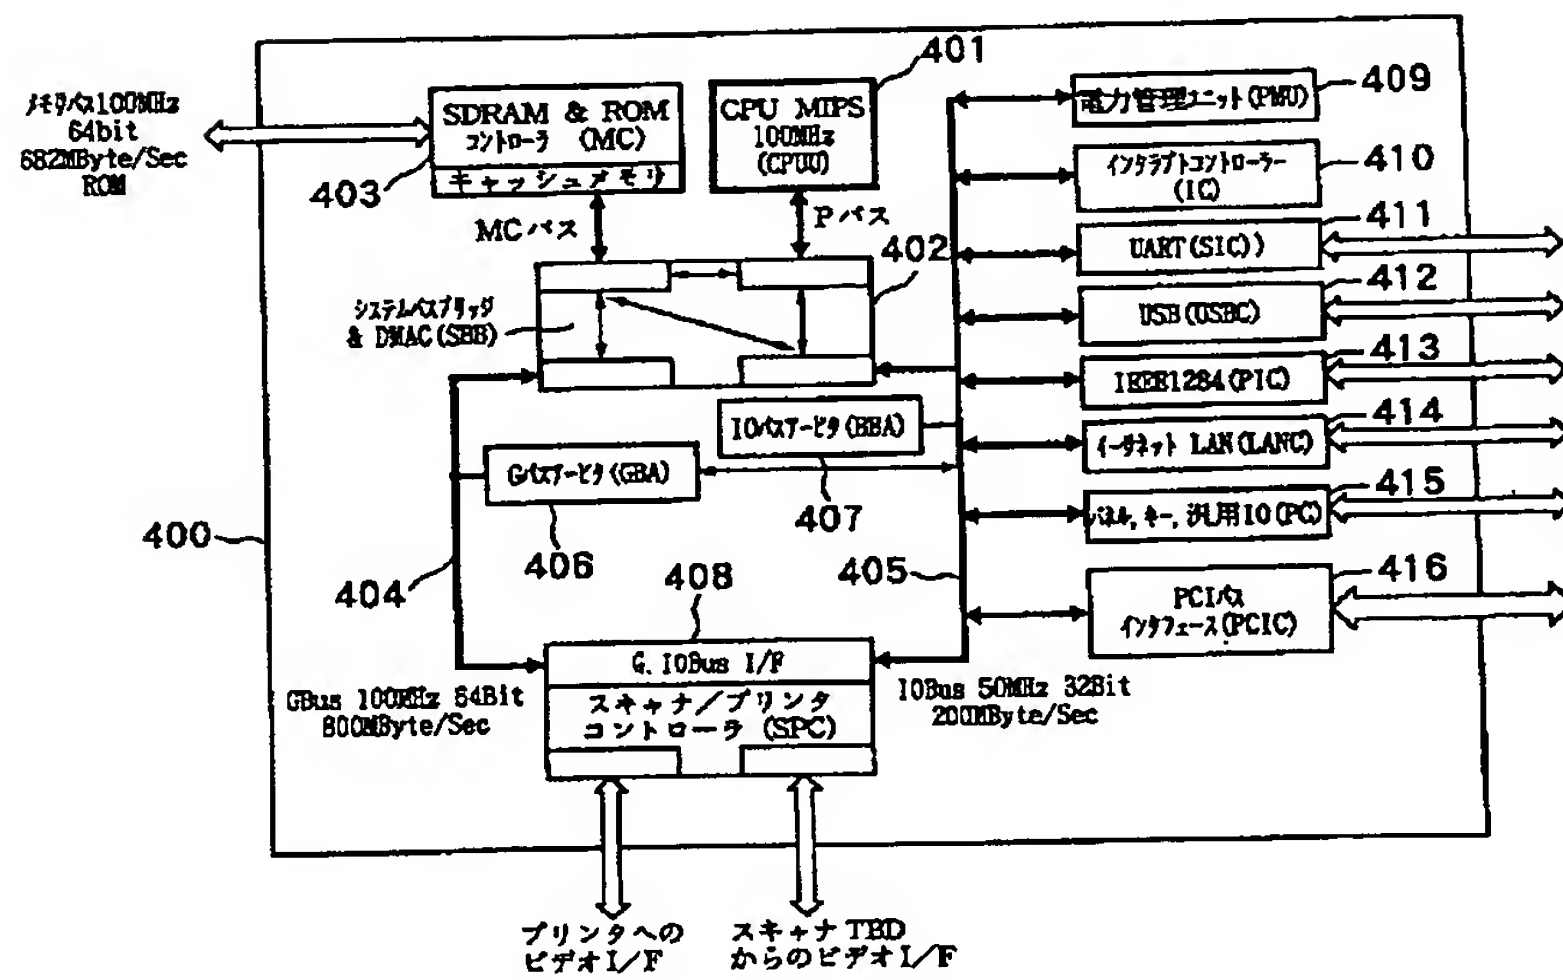 401
409
メモリバス100MHz
64bit
682MByte/Sec
ROM
SDRAM & ROM
コントローラ (MC)
キャッシュメモリ
403
CPU MIPS
100MHz
(CPUU)
電力管理ユニット(PMU)
410
インタラプトコントローラー
(IC)
MCバス
Pバス
402
411
UART(SIC))
システムバスブリッジ
& DMAC(SBB)
412
USB(USBC)
413
IEEE1284(PIC)
IOバスアービタ(BBA)
414
イーサネット LAN(LANC)
Gバスアービタ(GBA)
407
415
パネル,キー,汎用IO(PC)
400
406
404
408
405
416
PCIバス
インタフェース(PCIC)
G. IOBus I/F
GBus 100MHz 64Bit
800MByte/Sec
スキャナ/プリンタ
コントローラ (SPC)
IOBus 50MHz 32Bit
200MByte/Sec
プリンタへの
ビデオI/F
スキャナTBD
からのビデオI/F